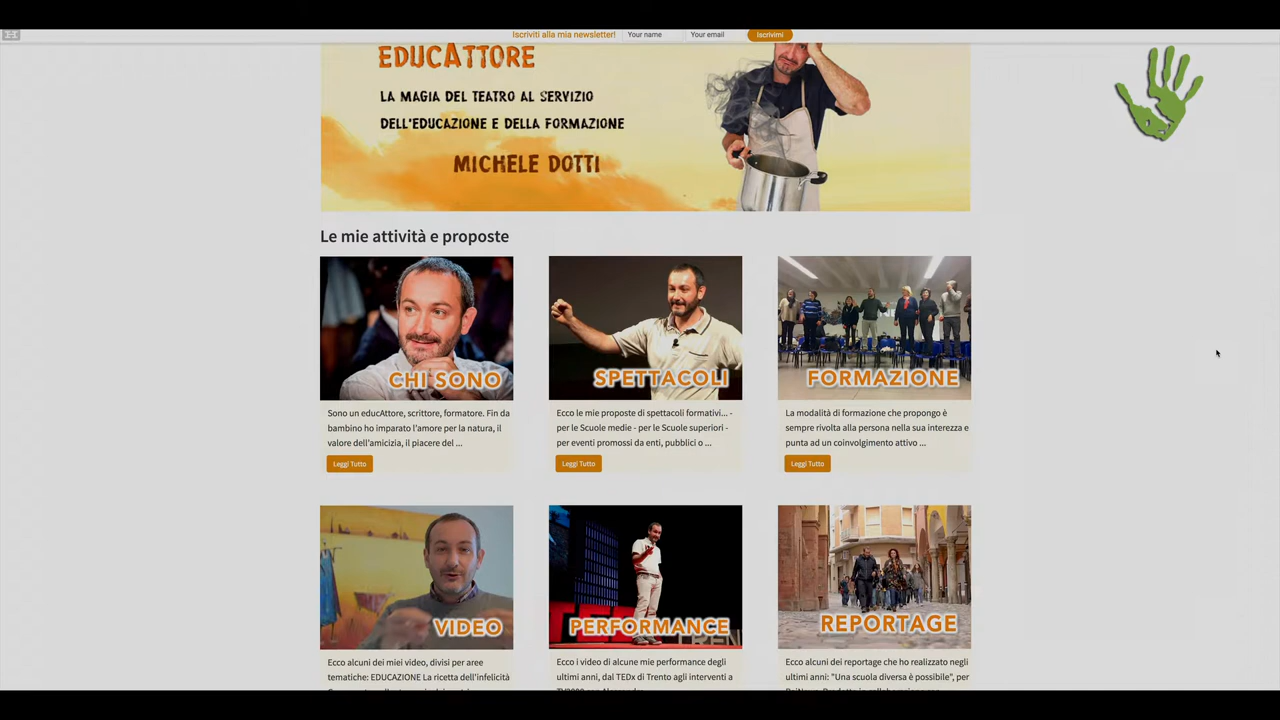 Iscriviti alla mia newsletter!
Your name
Your email
Iscrivimi
EDUCATTORE
LA MAGIA DEL TEATRO AL SERVIZIO
DELL'EDUCAZIONE E DELLA FORMAZIONE
MICHELE DOTTI
Le mie attività e proposte
CHI SONO
Sono un educAttore, scrittore, formatore. Fin da
bambino ho imparato l'amore per la natura, il
valore dell'amicizia, il piacere del ...
Leggi Tutto
SPETTACOLI
Ecco le mie proposte di spettacoli formativi... -
per le Scuole medie - per le Scuole superiori -
per eventi promossi da enti, pubblici o ...
Leggi Tutto
FORMAZIONE
La modalità di formazione che propongo è
sempre rivolta alla persona nella sua interezza e
punta ad un coinvolgimento attivo ...
Leggi Tutto
VIDEO
Ecco alcuni dei miei video, divisi per aree
tematiche: EDUCAZIONE La ricetta dell'infelicità
PERFORMANCE
TREN
Ecco i video di alcune mie performance degli
ultimi anni, dal TEDx di Trento agli interventi a
REPORTAGE
Ecco alcuni dei reportage che ho realizzato negli
ultimi anni: "Una scuola diversa è possibile", per